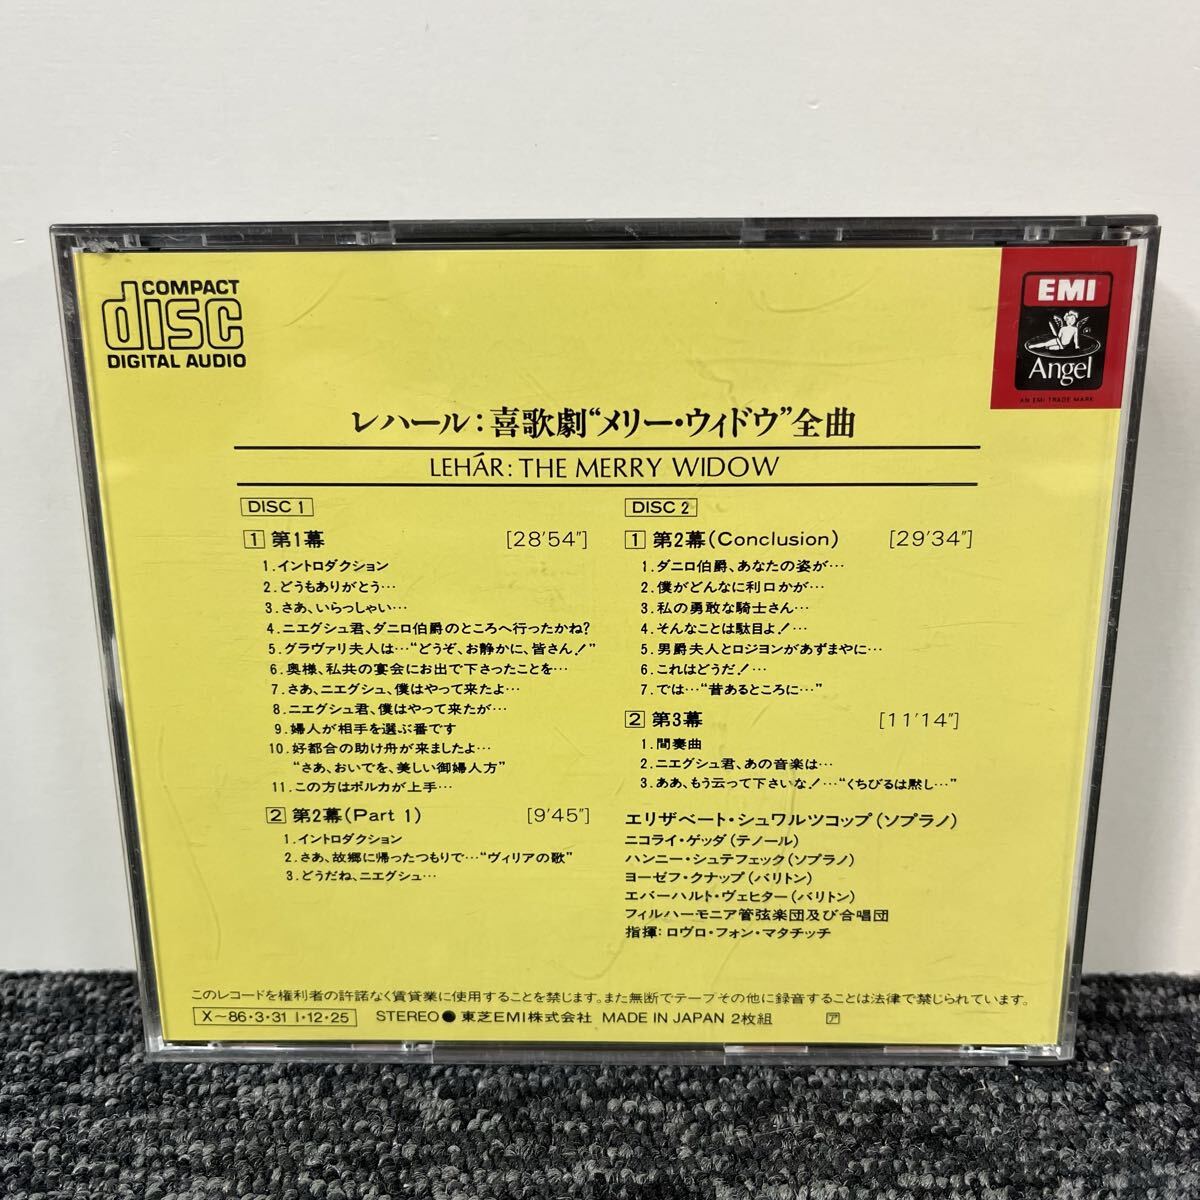 COMPACT
disc
DIGITAL AUDIO
EMI
Angel
AN EMI TRADE MARK
レハール：喜歌劇“メリー・ウィドウ”全曲
LEHÁR: THE MERRY WIDOW
DISC 1
1 第1幕 [28'54"]
1.イントロダクション
2.どうもありがとう…
3.さあ、いらっしゃい…
4.ニエグシュ君、ダニロ伯爵のところへ行ったかね?
5.グラヴァリ夫人は…“どうぞ、お静かに、皆さん!”
6.奥様、私共の宴会にお出で下さったことを…
7.さあ、ニエグシュ、僕はやって来たよ…
8.ニエグシュ君、僕はやって来たが…
9.婦人が相手を選ぶ番です
10.好都合の助け舟が来ましたよ…
“さあ、おいでを、美しい御婦人方”
11.この方はポルカが上手…
2 第2幕(Part 1) [9'45"]
1.イントロダクション
2.さあ、故郷に帰ったつもりで…“ヴィリアの歌”
3.どうだね、ニエグシュ…
DISC 2
1 第2幕(Conclusion) [29'34"]
1.ダニロ伯爵、あなたの姿が…
2.僕がどんなに利口かが…
3.私の勇敢な騎士さん…
4.そんなことは駄目よ!…
5.男爵夫人とロジヨンがあずまやに…
6.これはどうだ!…
7.では…“昔あるところに…”
2 第3幕 [11'14"]
1.間奏曲
2.ニエグシュ君、あの音楽は…
3.ああ、もう云って下さいな!…“くちびるは黙し…”
エリザベート・シュワルツコップ(ソプラノ)
ニコライ・ゲッダ(テノール)
ハンニー・シュテフェック(ソプラノ)
ヨーゼフ・クナップ(バリトン)
エバーハルト・ヴェヒター(バリトン)
フィルハーモニア管弦楽団及び合唱団
指揮：ロヴロ・フォン・マタチッチ
このレコードを権利者の許諾なく賃貸業に使用することを禁じます。また無断でテープその他に録音することは法律で禁じられています。
X〜86・3・31 I・12・25 STEREO● 東芝EMI株式会社 MADE IN JAPAN 2枚組 ア